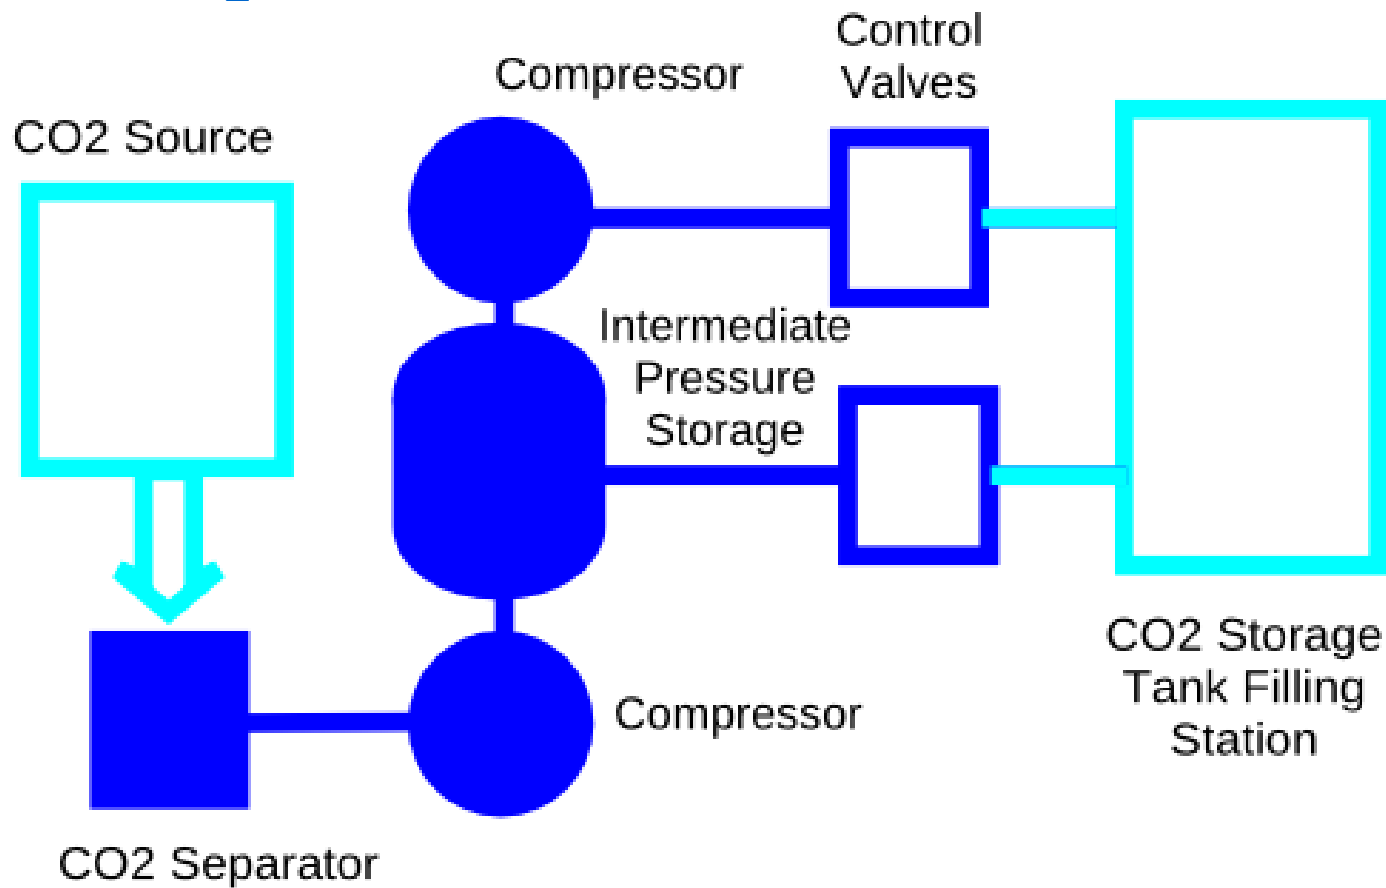 Control
Valves
Compressor
CO2 Source
Intermediate
Pressure
Storage
CO2 Storage
Tank Filling
Station
Compressor
CO2 Separator